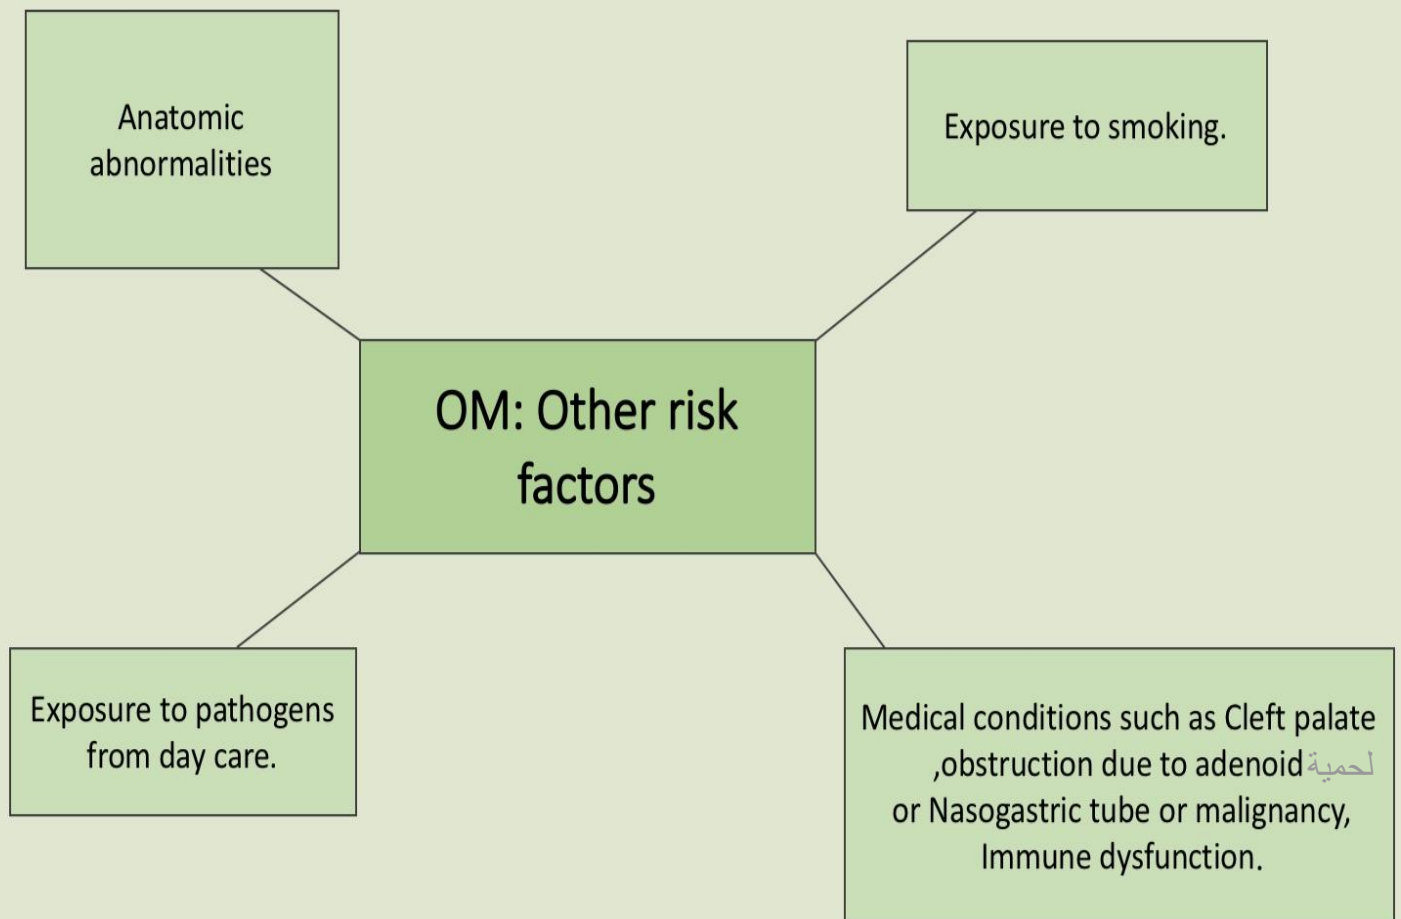 Anatomic
abnormalities
Exposure to smoking.
OM: Other risk
factors
Exposure to pathogens
from day care.
Medical conditions such as Cleft palate
,obstruction due to adenoid لحمية
or Nasogastric tube or malignancy,
Immune dysfunction.